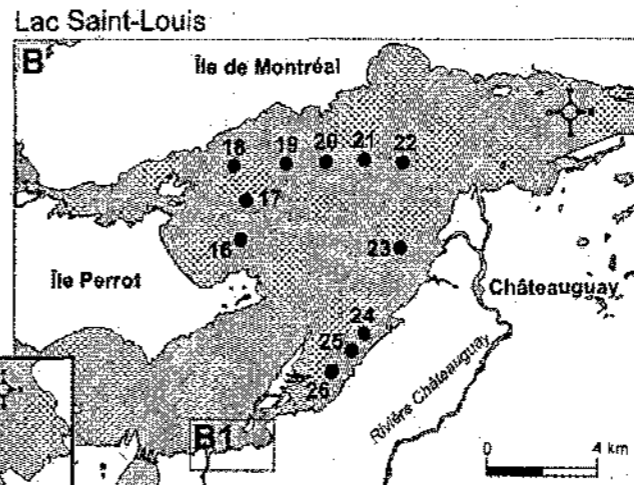 Lac Saint-Louis
B
Île de Montréal
18
19
20
21
22
17
16
23
Île Perrot
Châteauguay
24
25
26
Rivière Châteauguay
B1
0
4 km